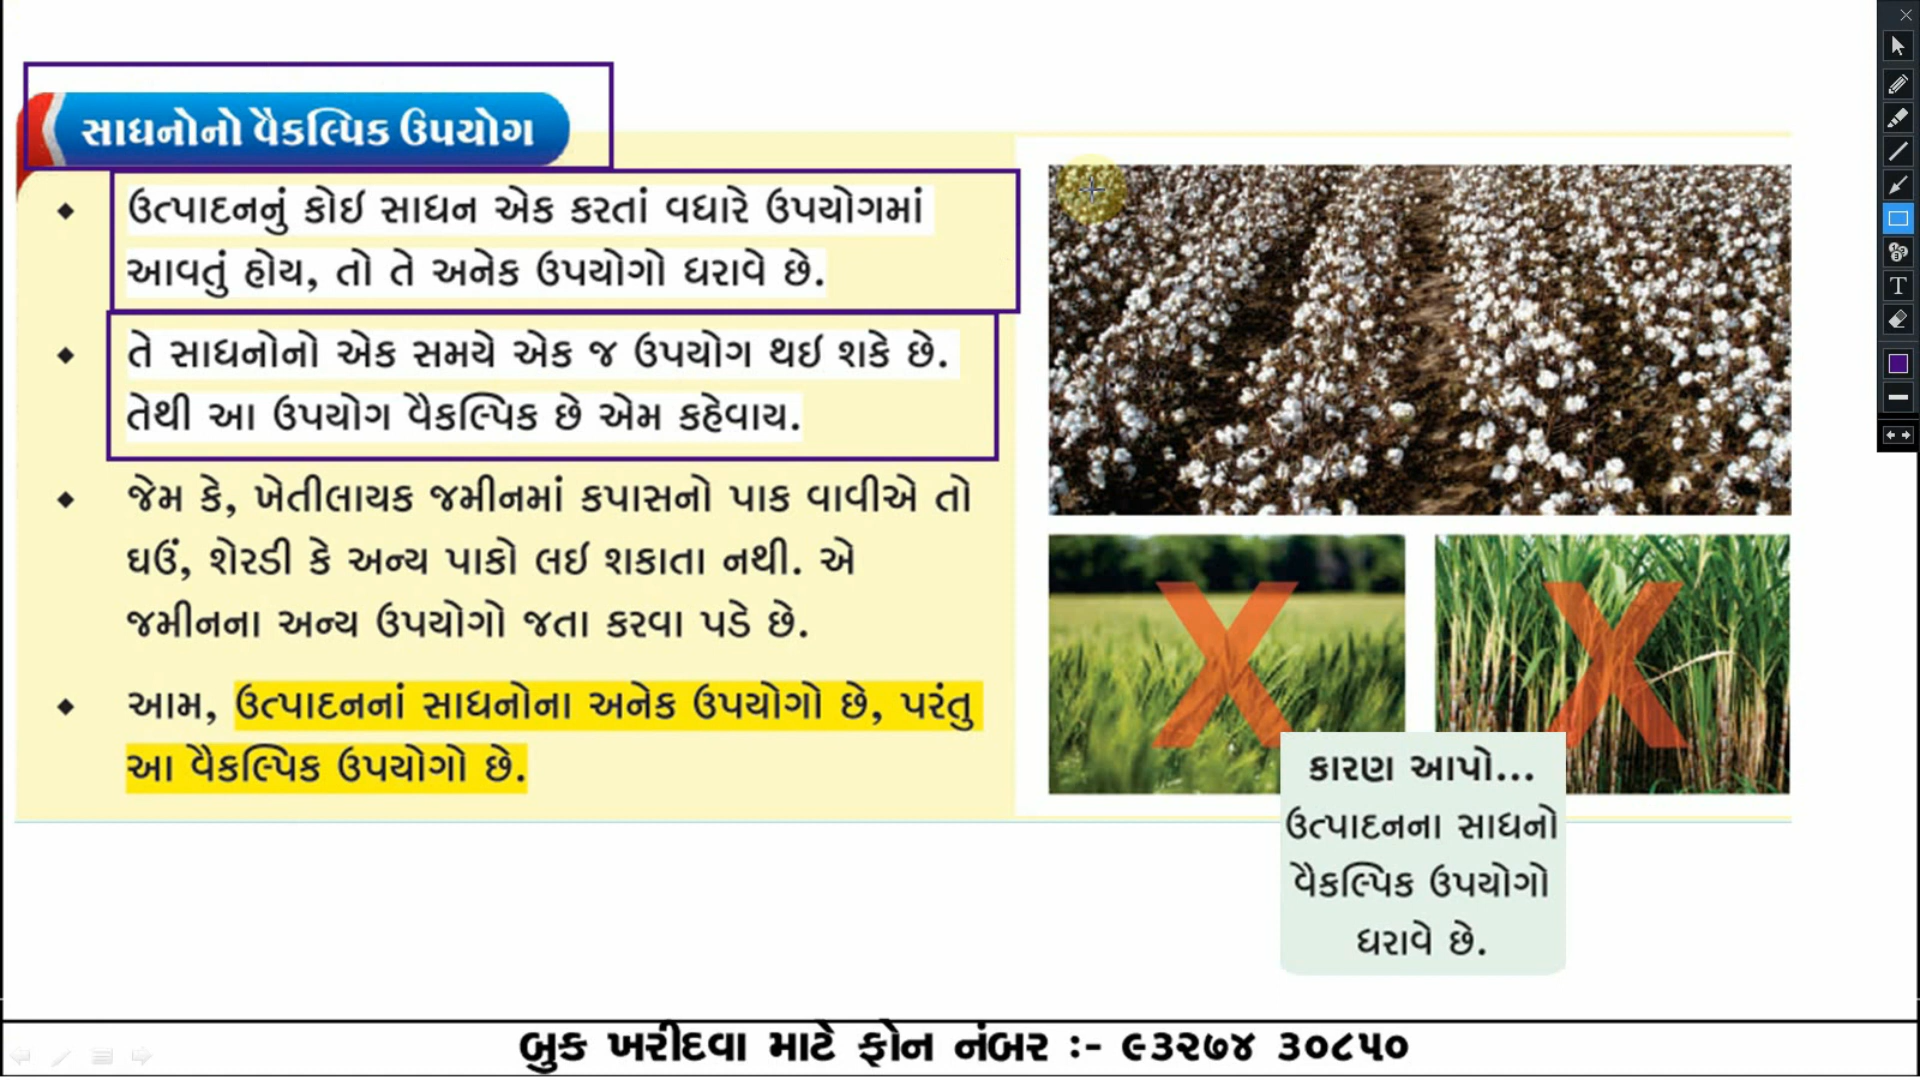 સાધનોનો વૈકલ્પિક ઉપયોગ
◆ ઉત્પાદનનું કોઈ સાધન એક કરતાં વધારે ઉપયોગમાં
આવતું હોય, તો તે અનેક ઉપયોગો ધરાવે છે.
◆ તે સાધનોનો એક સમયે એક જ ઉપયોગ થઈ શકે છે.
તેથી આ ઉપયોગ વૈકલ્પિક છે એમ કહેવાય.
◆ જેમ કે, ખેતીલાયક જમીનમાં કપાસનો પાક વાવીએ તો
ઘઉં, શેરડી કે અન્ય પાકો લઈ શકાતા નથી. એ
જમીનના અન્ય ઉપયોગો જતા કરવા પડે છે.
◆ આમ, ઉત્પાદનનાં સાધનોના અનેક ઉપયોગો છે, પરંતુ
આ વૈકલ્પિક ઉપયોગો છે.
X X
કારણ આપો...
ઉત્પાદનના સાધનો
વૈકલ્પિક ઉપયોગો
ધરાવે છે.
બુક ખરીદવા માટે ફોન નંબર :- ૯૩૨૭૪ ૩૦૮૫૦